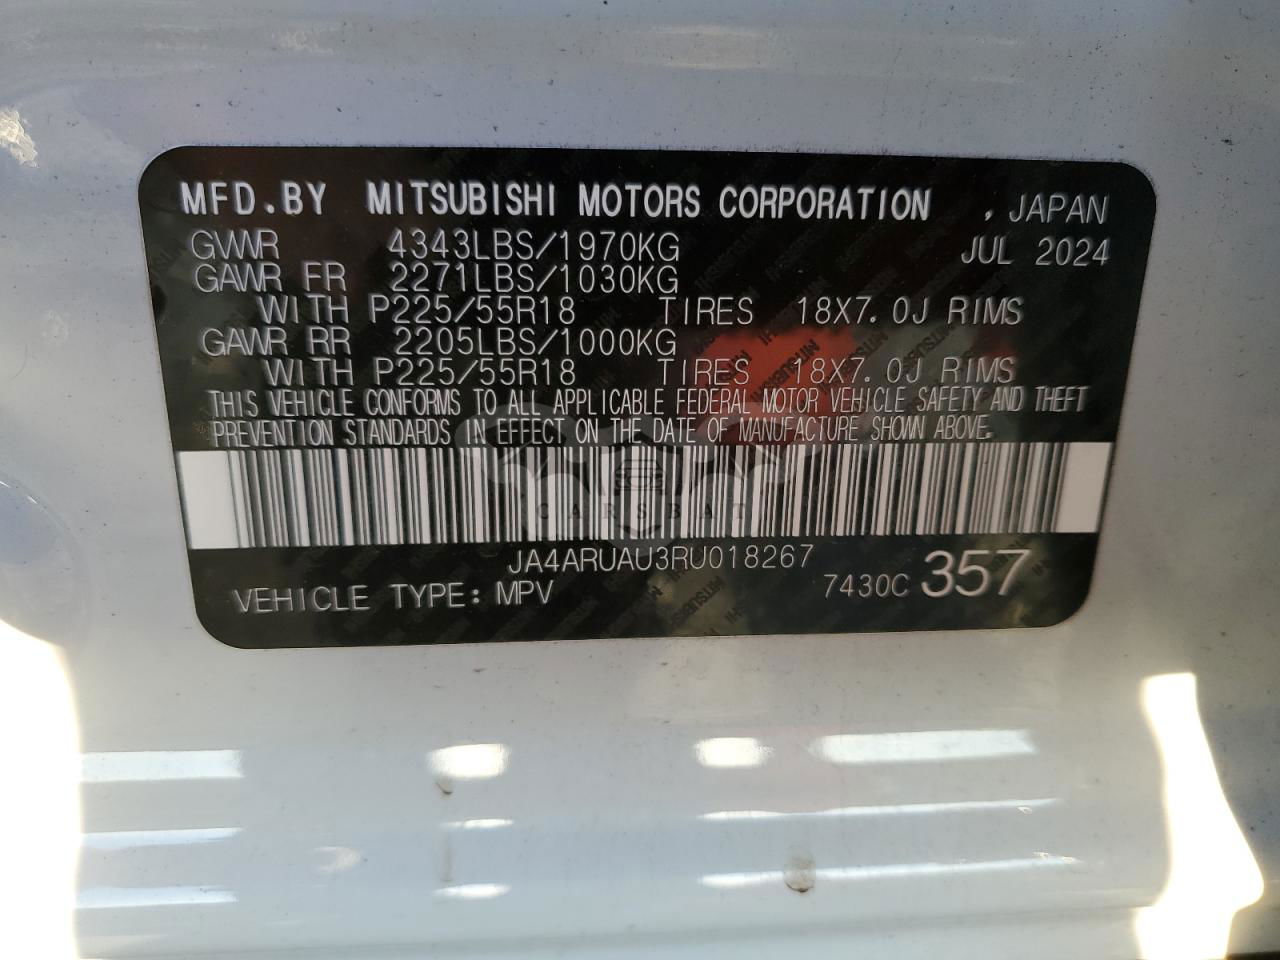 MFD.BY MITSUBISHI MOTORS CORPORATION , JAPAN
GVWR 4343LBS/1970KG JUL 2024
GAWR FR 2271LBS/1030KG
WITH P225/55R18 TIRES 18X7.0J RIMS
GAWR RR 2205LBS/1000KG
WITH P225/55R18 TIRES 18X7.0J RIMS
THIS VEHICLE CONFORMS TO ALL APPLICABLE FEDERAL MOTOR VEHICLE SAFETY AND THEFT
PREVENTION STANDARDS IN EFFECT ON THE DATE OF MANUFACTURE SHOWN ABOVE.
CARSBAT
JA4ARUAU3RU018267
VEHICLE TYPE: MPV 7430C 357